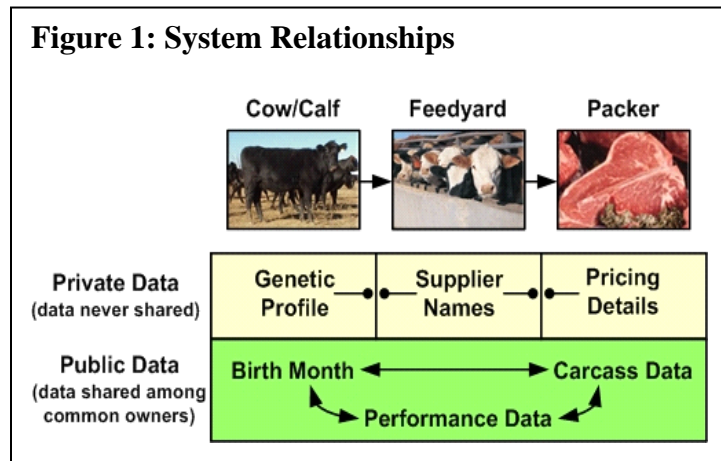 Figure 1: System Relationships
Cow/Calf Feedyard Packer
Private Data
(data never shared)
Genetic
Profile
Supplier
Names
Pricing
Details
Public Data
(data shared among
common owners)
Birth Month
Carcass Data
Performance Data